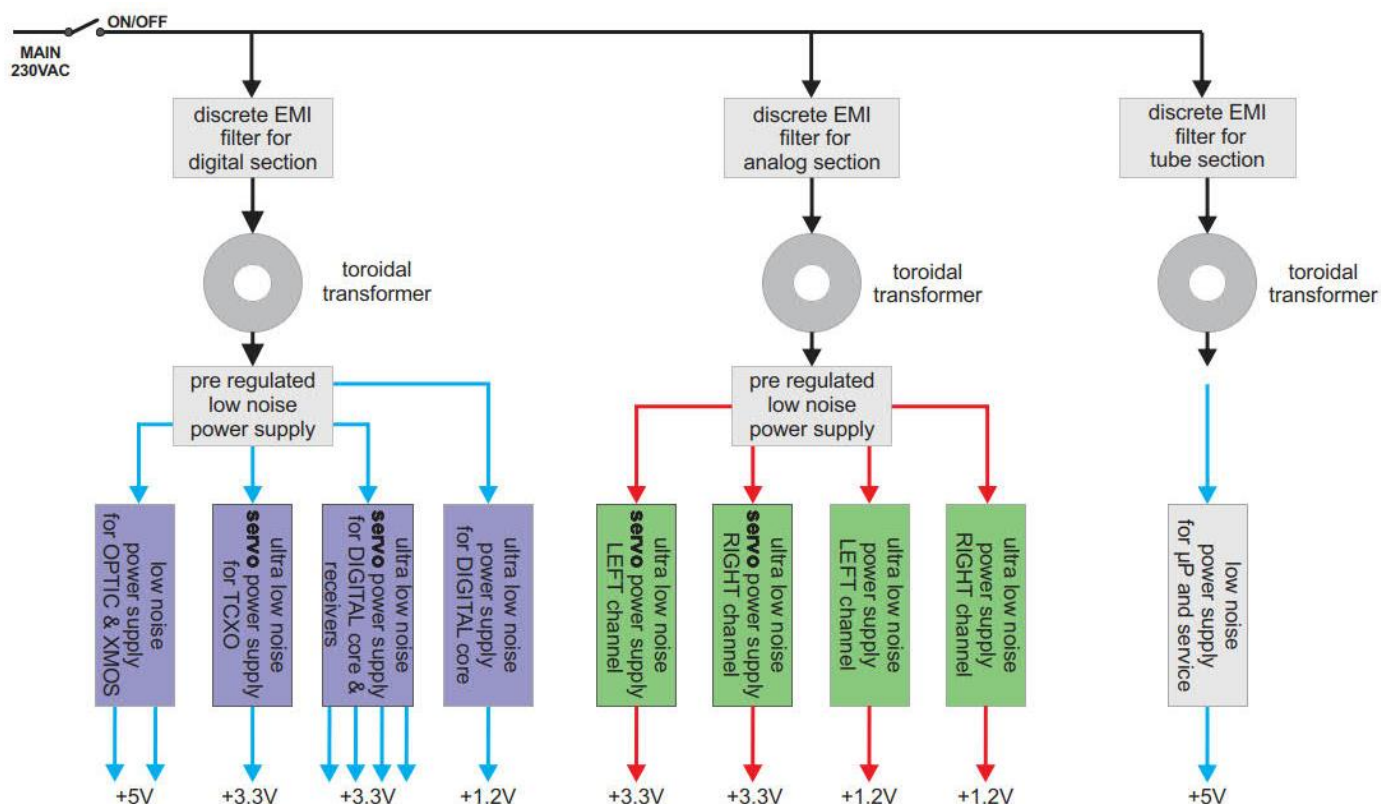 ON/OFF
MAIN
230VAC
discrete EMI
filter for
digital section
discrete EMI
filter for
analog section
discrete EMI
filter for
tube section
toroidal
transformer
toroidal
transformer
toroidal
transformer
pre regulated
low noise
power supply
pre regulated
low noise
power supply
low noise
power supply
for OPTIC & XMOS
ultra low noise
servo power supply
for TCXO
ultra low noise
servo power supply
for DIGITAL core &
receivers
ultra low noise
power supply
for DIGITAL core
ultra low noise
servo power supply
LEFT channel
ultra low noise
servo power supply
RIGHT channel
ultra low noise
power supply
LEFT channel
ultra low noise
power supply
RIGHT channel
low noise
power supply
for µP and service
+5V
+3.3V
+3.3V
+1.2V
+3.3V
+3.3V
+1.2V
+1.2V
+5V